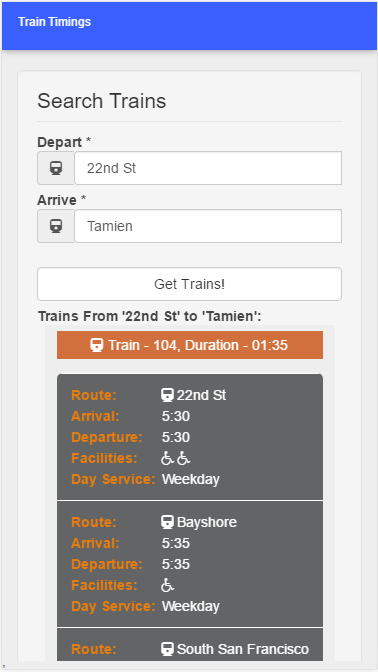 Train Timings
Search Trains
Depart *
22nd St
Arrive *
Tamien
Get Trains!
Trains From '22nd St' to 'Tamien':
Train - 104, Duration - 01:35
Route: 22nd St
Arrival: 5:30
Departure: 5:30
Facilities:
Day Service: Weekday
Route: Bayshore
Arrival: 5:35
Departure: 5:35
Facilities:
Day Service: Weekday
Route: South San Francisco